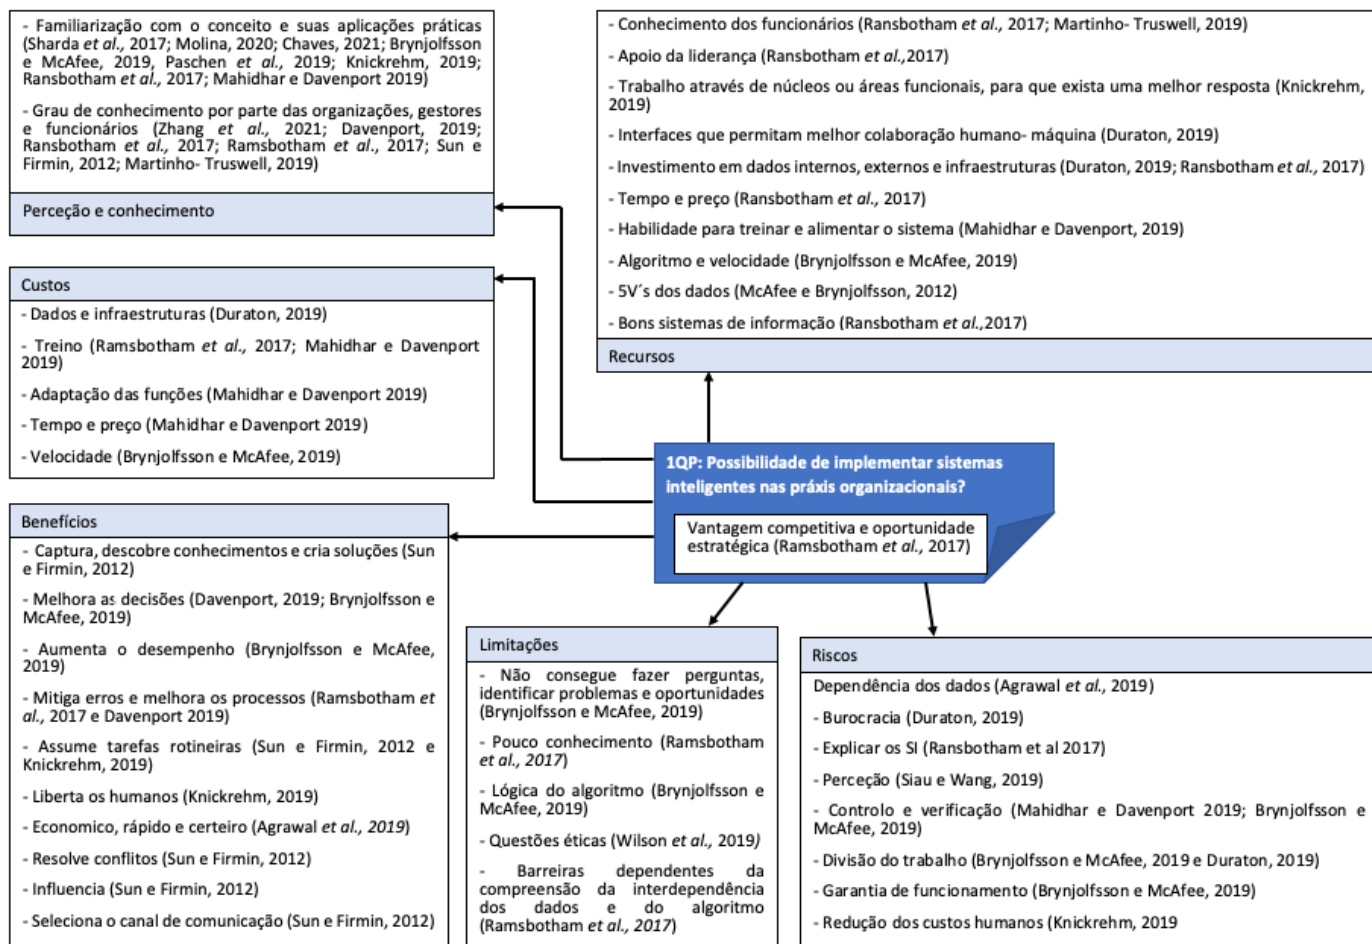 - Familiarização com o conceito e suas aplicações práticas
(Sharda et al., 2017; Molina, 2020; Chaves, 2021; Brynjolfsson
e McAfee, 2019, Paschen et al., 2019; Knickrehm, 2019;
Ransbotham et al., 2017; Mahidhar e Davenport 2019)
- Grau de conhecimento por parte das organizações, gestores
e funcionários (Zhang et al., 2021; Davenport, 2019;
Ransbotham et al., 2017; Ramsbotham et al., 2017; Sun e
Firmin, 2012; Martinho- Truswell, 2019)
Perceção e conhecimento
- Conhecimento dos funcionários (Ransbotham et al., 2017; Martinho- Truswell, 2019)
- Apoio da liderança (Ransbotham et al.,2017)
- Trabalho através de núcleos ou áreas funcionais, para que exista uma melhor resposta (Knickrehm,
2019)
- Interfaces que permitam melhor colaboração humano- máquina (Duraton, 2019)
- Investimento em dados internos, externos e infraestruturas (Duraton, 2019; Ransbotham et al., 2017)
- Tempo e preço (Ransbotham et al., 2017)
- Habilidade para treinar e alimentar o sistema (Mahidhar e Davenport, 2019)
- Algoritmo e velocidade (Brynjolfsson e McAfee, 2019)
- 5V´s dos dados (McAfee e Brynjolfsson, 2012)
- Bons sistemas de informação (Ransbotham et al.,2017)
Recursos
Custos
- Dados e infraestruturas (Duraton, 2019)
- Treino (Ramsbotham et al., 2017; Mahidhar e Davenport
2019)
- Adaptação das funções (Mahidhar e Davenport 2019)
- Tempo e preço (Mahidhar e Davenport 2019)
- Velocidade (Brynjolfsson e McAfee, 2019)
1QP: Possibilidade de implementar sistemas
inteligentes nas práxis organizacionais?
Vantagem competitiva e oportunidade
estratégica (Ramsbotham et al., 2017)
Benefícios
- Captura, descobre conhecimentos e cria soluções (Sun
e Firmin, 2012)
- Melhora as decisões (Davenport, 2019; Brynjolfsson e
McAfee, 2019)
- Aumenta o desempenho (Brynjolfsson e McAfee,
2019)
- Mitiga erros e melhora os processos (Ramsbotham et
al., 2017 e Davenport 2019)
- Assume tarefas rotineiras (Sun e Firmin, 2012 e
Knickrehm, 2019)
- Liberta os humanos (Knickrehm, 2019)
- Economico, rápido e certeiro (Agrawal et al., 2019)
- Resolve conflitos (Sun e Firmin, 2012)
- Influencia (Sun e Firmin, 2012)
- Seleciona o canal de comunicação (Sun e Firmin, 2012)
Limitações
- Não consegue fazer perguntas,
identificar problemas e oportunidades
(Brynjolfsson e McAfee, 2019)
- Pouco conhecimento (Ramsbotham
et al., 2017)
- Lógica do algoritmo (Brynjolfsson e
McAfee, 2019)
- Questões éticas (Wilson et al., 2019)
- Barreiras dependentes da
compreensão da interdependência
dos dados e do algoritmo
(Ramsbotham et al., 2017)
Riscos
Dependência dos dados (Agrawal et al., 2019)
- Burocracia (Duraton, 2019)
- Explicar os SI (Ransbotham et al 2017)
- Perceção (Siau e Wang, 2019)
- Controlo e verificação (Mahidhar e Davenport 2019; Brynjolfsson e
McAfee, 2019)
- Divisão do trabalho (Brynjolfsson e McAfee, 2019 e Duraton, 2019)
- Garantia de funcionamento (Brynjolfsson e McAfee, 2019)
- Redução dos custos humanos (Knickrehm, 2019